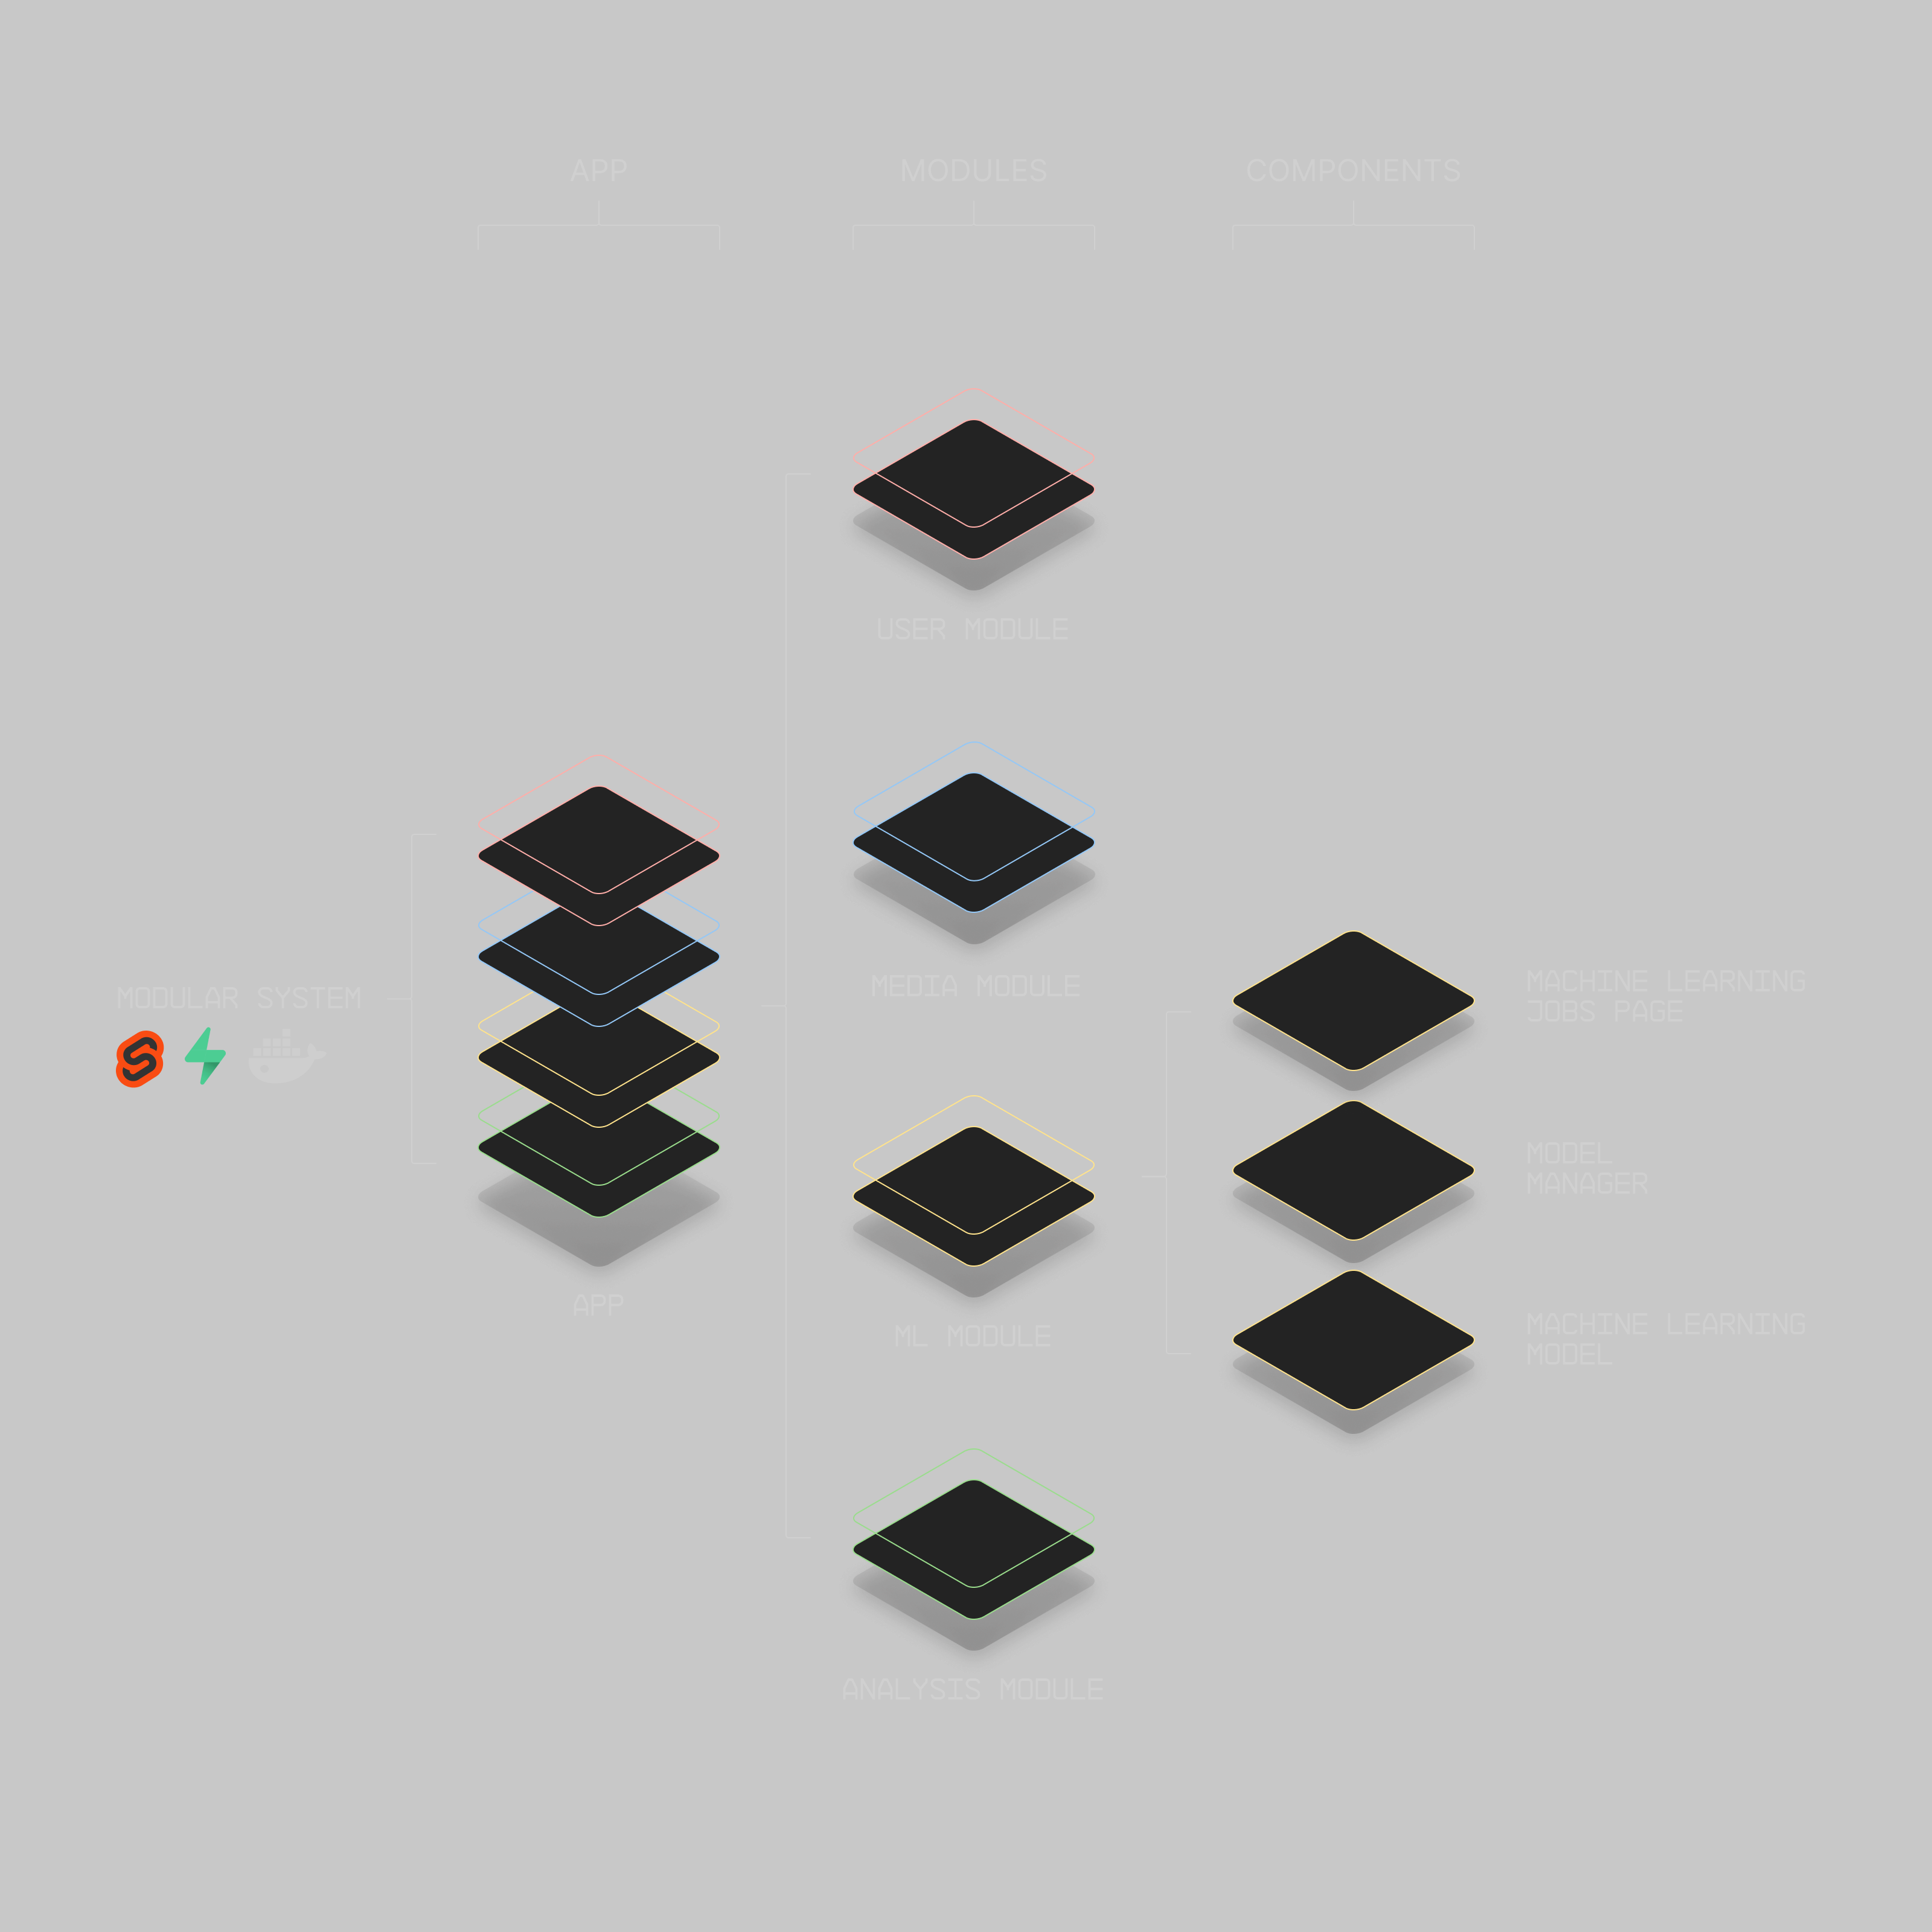 APP
MODULES
COMPONENTS
USER MODULE
MODULAR SYSTEM
MEDIA MODULE
MACHINE LEARNING
JOBS PAGE
MODEL
MANAGER
APP
ML MODULE
MACHINE LEARNING
MODEL
ANALYSIS MODULE